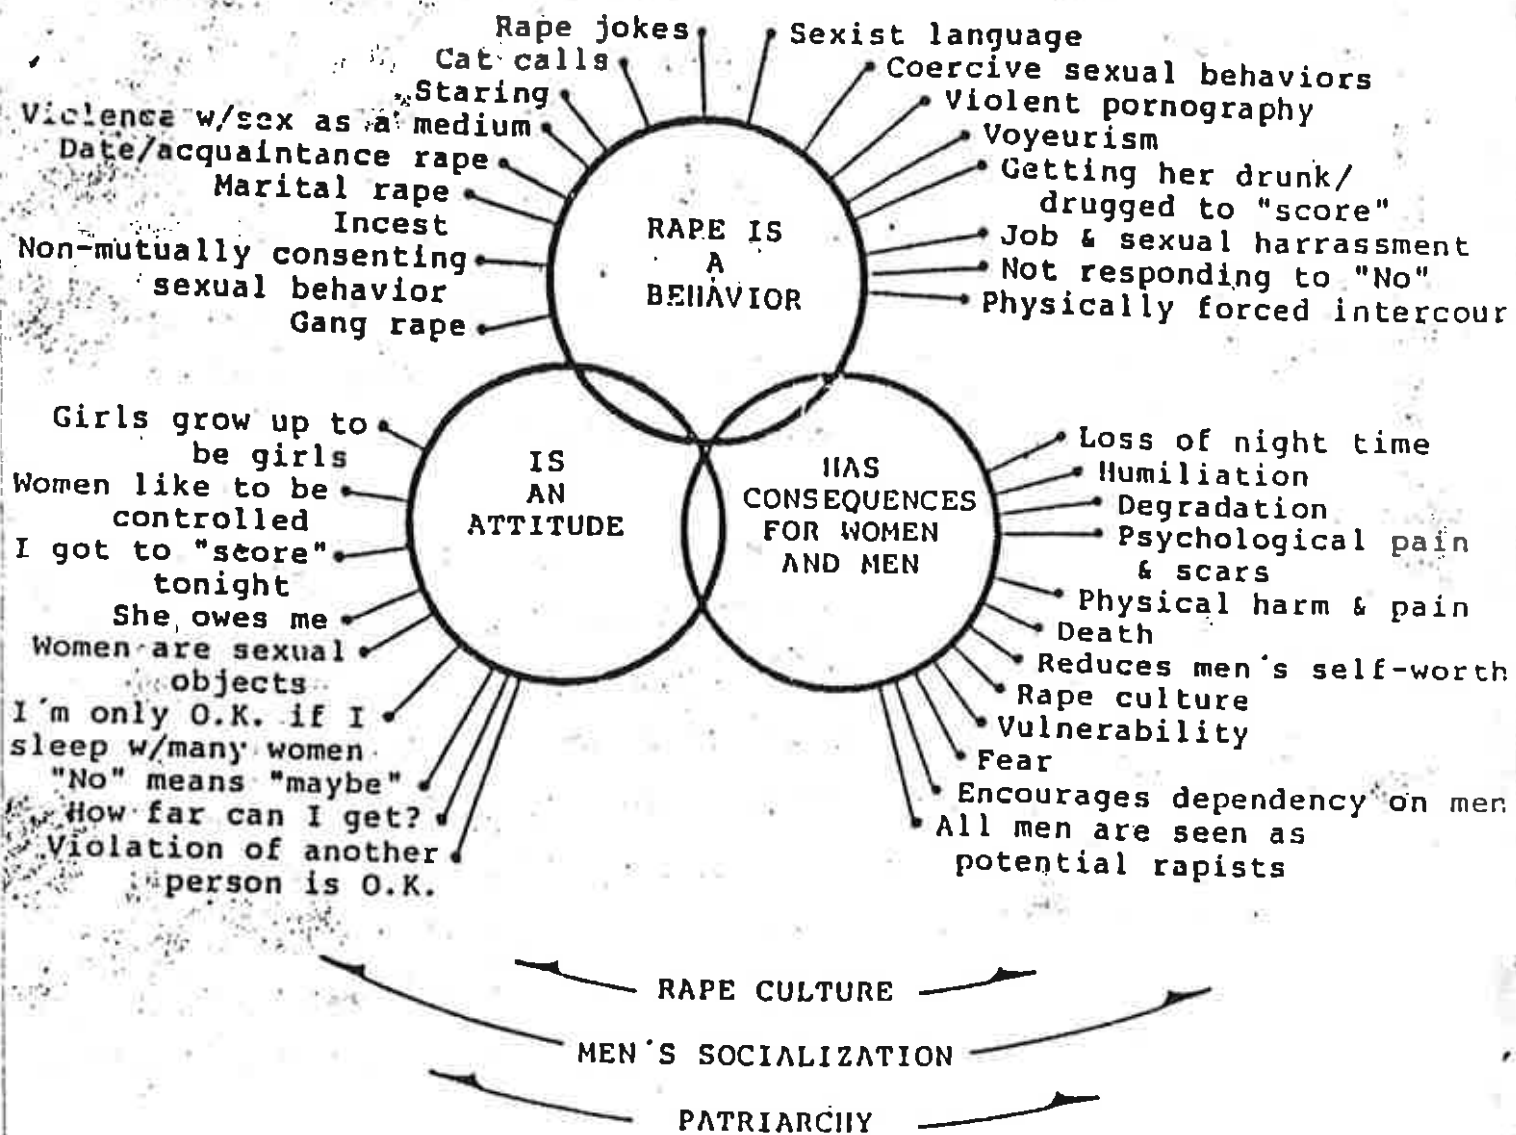 Rape jokes
Cat calls
Staring
Violence w/sex as a medium
Date/acquaintance rape
Marital rape
Incest
Non-mutually consenting
sexual behavior
Gang rape
Sexist language
Coercive sexual behaviors
Violent pornography
Voyeurism
Getting her drunk/
drugged to "score"
Job & sexual harrassment
Not responding to "No"
Physically forced intercour
RAPE IS
A
BEHAVIOR
Girls grow up to
be girls
Women like to be
controlled
I got to "score"
tonight
She owes me
Women are sexual
objects
I'm only O.K. if I
sleep w/many women
"No" means "maybe"
How far can I get?
Violation of another
person is O.K.
IS
AN
ATTITUDE
HAS
CONSEQUENCES
FOR WOMEN
AND MEN
Loss of night time
Humiliation
Degradation
Psychological pain
& scars
Physical harm & pain
Death
Reduces men's self-worth
Rape culture
Vulnerability
Fear
Encourages dependency on men
All men are seen as
potential rapists
RAPE CULTURE
MEN'S SOCIALIZATION
PATRIARCHY